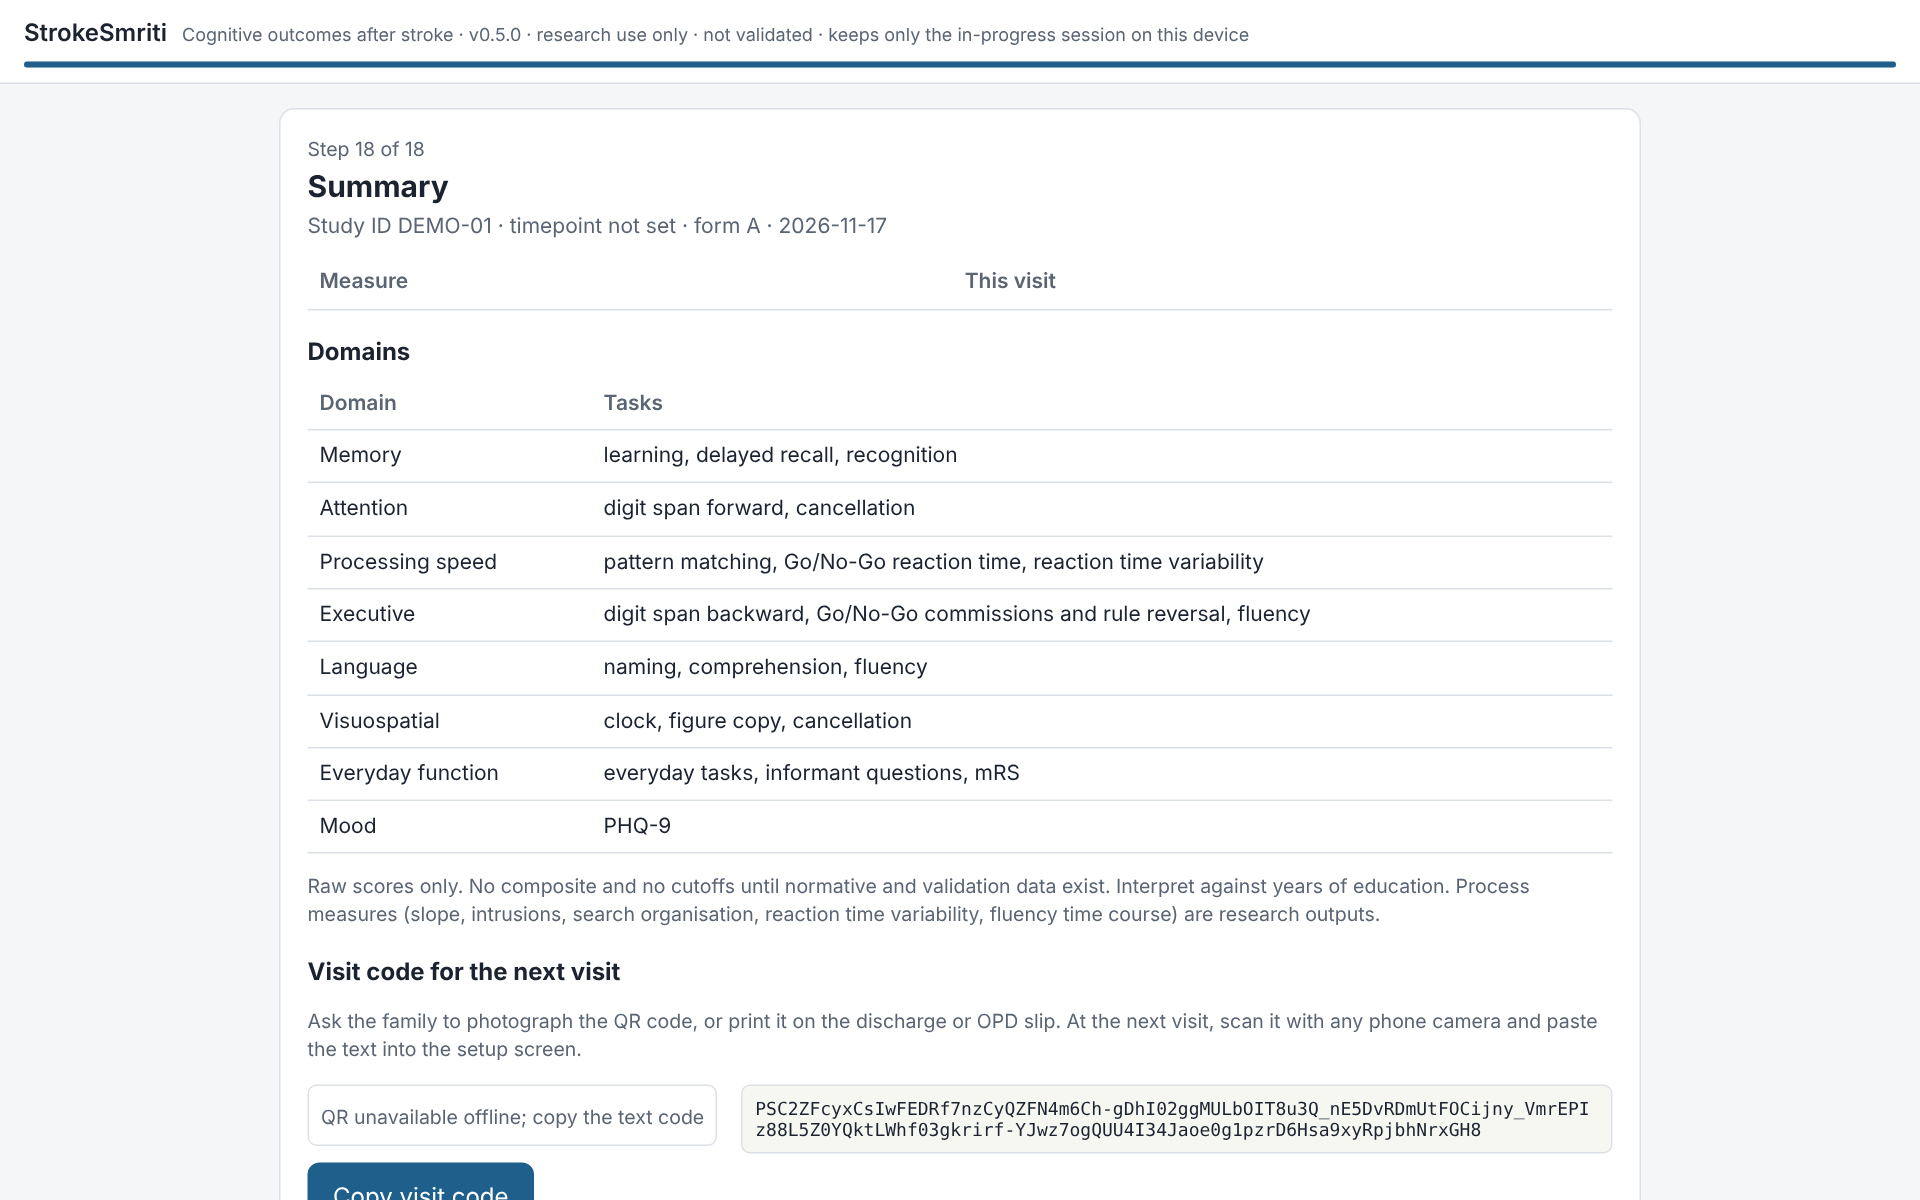 StrokeSmriti Cognitive outcomes after stroke · v0.5.0 · research use only · not validated · keeps only the in-progress session on this device
Step 18 of 18
Summary
Study ID DEMO-01 · timepoint not set · form A · 2026-11-17
Measure This visit
Domains
Domain Tasks
Memory learning, delayed recall, recognition
Attention digit span forward, cancellation
Processing speed pattern matching, Go/No-Go reaction time, reaction time variability
Executive digit span backward, Go/No-Go commissions and rule reversal, fluency
Language naming, comprehension, fluency
Visuospatial clock, figure copy, cancellation
Everyday function everyday tasks, informant questions, mRS
Mood PHQ-9
Raw scores only. No composite and no cutoffs until normative and validation data exist. Interpret against years of education. Process
measures (slope, intrusions, search organisation, reaction time variability, fluency time course) are research outputs.
Visit code for the next visit
Ask the family to photograph the QR code, or print it on the discharge or OPD slip. At the next visit, scan it with any phone camera and paste
the text into the setup screen.
QR unavailable offline; copy the text code
PSC2ZFcyxCsIwFEDRf7nzCyQZFN4m6Ch-gDhI02ggMULbOIT8u3Q_nE5DvRDmUtFOCijny_VmrEPI
z88L5Z0YQktLWhf03gkrirf-YJwz7ogQUU4I34Jaoe0g1pzrD6Hsa9xyRpjbhNrxGH8
Copy visit code